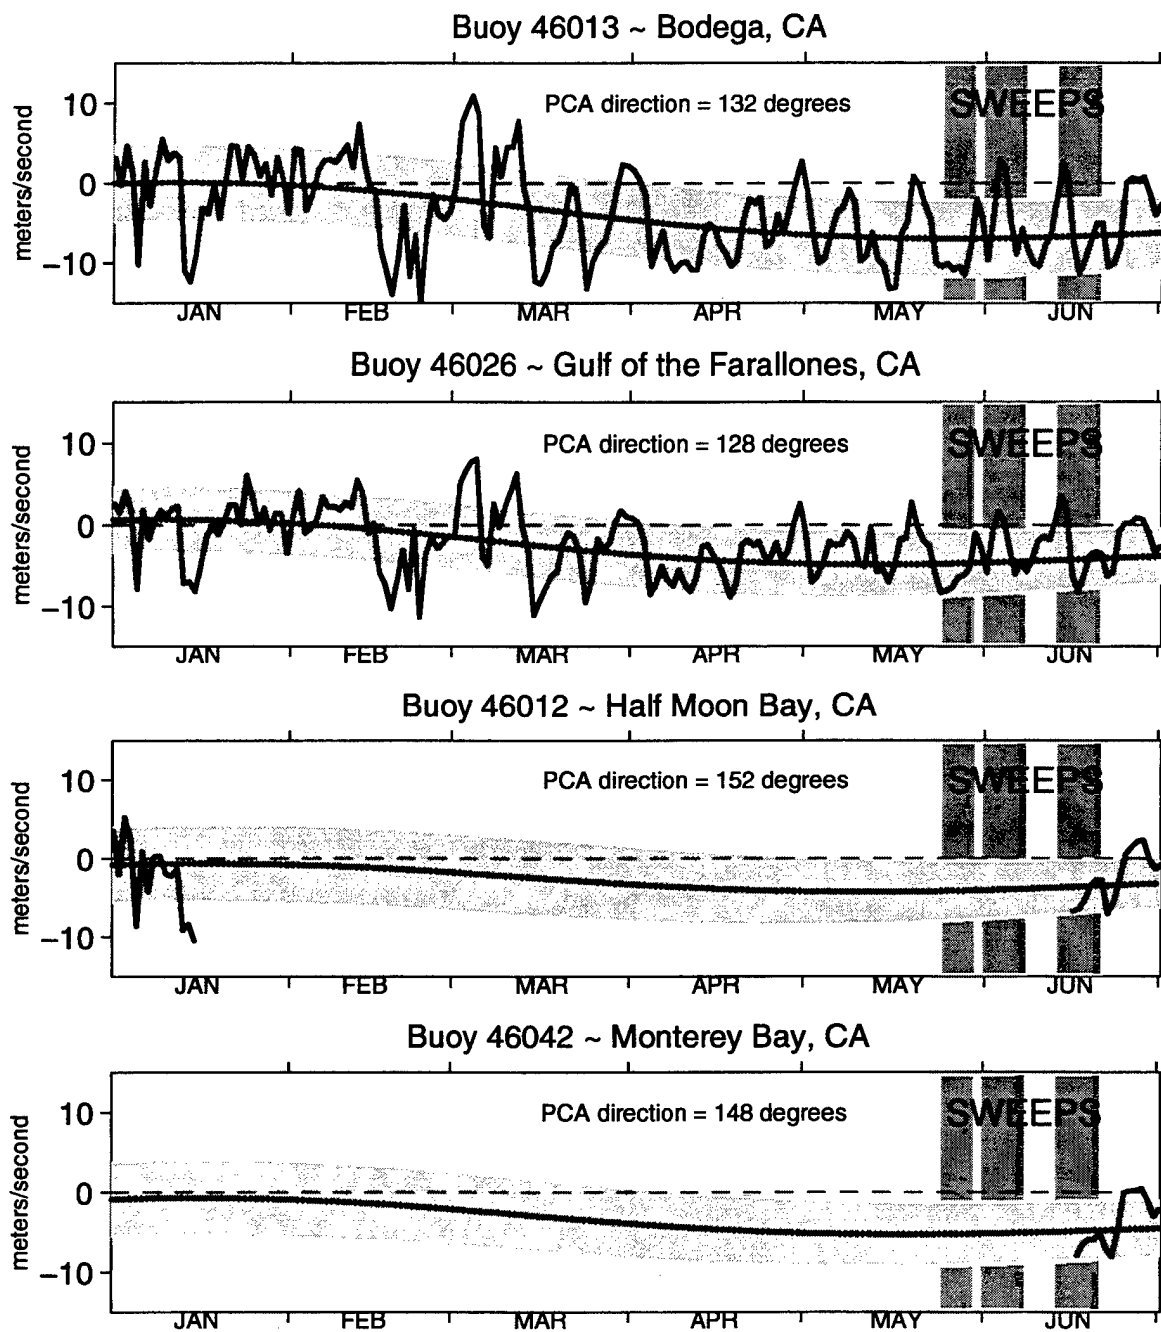 Buoy 46013 ~ Bodega, CA
meters/second
10
0
−10
PCA direction = 132 degrees
SWEEPS
JAN FEB MAR APR MAY JUN
Buoy 46026 ~ Gulf of the Farallones, CA
meters/second
10
0
−10
PCA direction = 128 degrees
SWEEPS
JAN FEB MAR APR MAY JUN
Buoy 46012 ~ Half Moon Bay, CA
meters/second
10
0
−10
PCA direction = 152 degrees
SWEEPS
JAN FEB MAR APR MAY JUN
Buoy 46042 ~ Monterey Bay, CA
meters/second
10
0
−10
PCA direction = 148 degrees
SWEEPS
JAN FEB MAR APR MAY JUN